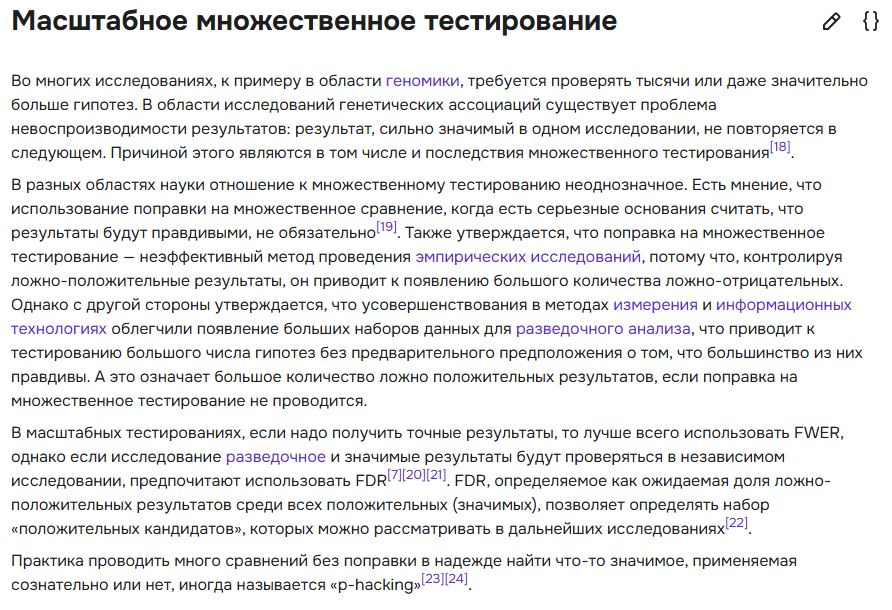 Масштабное множественное тестирование
Во многих исследованиях, к примеру в области геномики, требуется проверять тысячи или даже значительно
больше гипотез. В области исследований генетических ассоциаций существует проблема
невоспроизводимости результатов: результат, сильно значимый в одном исследовании, не повторяется в
следующем. Причиной этого являются в том числе и последствия множественного тестирования[18].
В разных областях науки отношение к множественному тестированию неоднозначное. Есть мнение, что
использование поправки на множественное сравнение, когда есть серьезные основания считать, что
результаты будут правдивыми, не обязательно[19]. Также утверждается, что поправка на множественное
тестирование — неэффективный метод проведения эмпирических исследований, потому что, контролируя
ложно-положительные результаты, он приводит к появлению большого количества ложно-отрицательных.
Однако с другой стороны утверждается, что усовершенствования в методах измерения и информационных
технологиях облегчили появление больших наборов данных для разведочного анализа, что приводит к
тестированию большого числа гипотез без предварительного предположения о том, что большинство из них
правдивы. А это означает большое количество ложно положительных результатов, если поправка на
множественное тестирование не проводится.
В масштабных тестированиях, если надо получить точные результаты, то лучше всего использовать FWER,
однако если исследование разведочное и значимые результаты будут проверяться в независимом
исследовании, предпочитают использовать FDR[7][20][21]. FDR, определяемое как ожидаемая доля ложно-
положительных результатов среди всех положительных (значимых), позволяет определять набор
«положительных кандидатов», которых можно рассматривать в дальнейших исследованиях[22].
Практика проводить много сравнений без поправки в надежде найти что-то значимое, применяемая
сознательно или нет, иногда называется «p-hacking»[23][24].